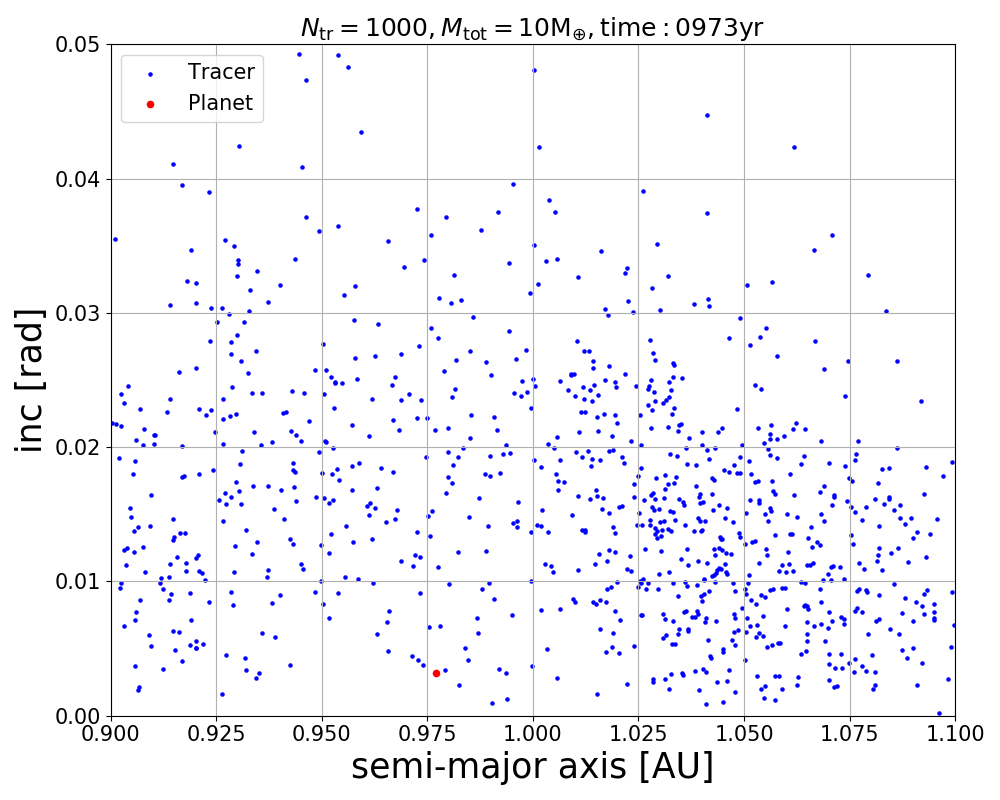 N_tr = 1000, M_tot = 10M_⊕, time : 0973yr
0.05
Tracer
Planet
0.04
0.03
inc [rad]
0.02
0.01
0.00
0.900 0.925 0.950 0.975 1.000 1.025 1.050 1.075 1.100
semi-major axis [AU]